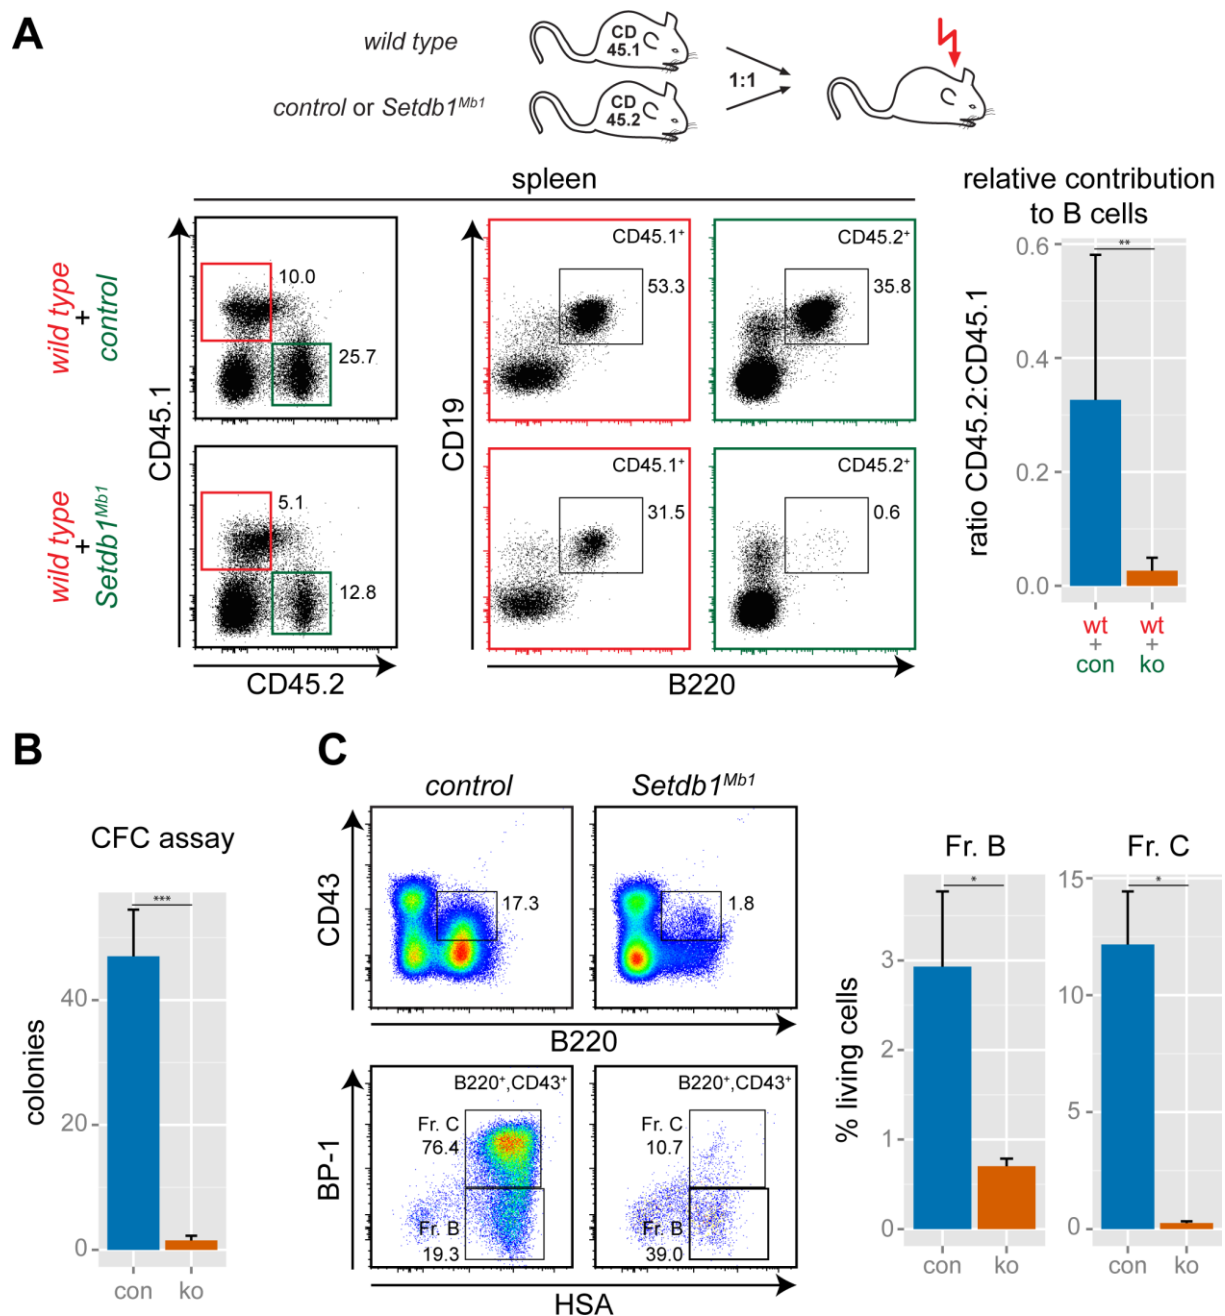 A
wild type
CD
45.1
control or Setdb1Mb1
CD
45.2
1:1
spleen
relative contribution
to B cells
wild type
+
control
CD45.1
10.0
25.7
CD19
CD45.1+
53.3
CD45.2+
35.8
wild type
+
Setdb1Mb1
5.1
12.8
CD45.1+
31.5
CD45.2+
0.6
CD45.2
B220
ratio CD45.2:CD45.1
0.6
0.4
0.2
0.0
**
wt
+
con
wt
+
ko
B
CFC assay
colonies
40
20
0
***
con
ko
C
control
Setdb1Mb1
CD43
17.3
1.8
B220
BP-1
B220+,CD43+
Fr. C
76.4
Fr. B
19.3
B220+,CD43+
Fr. C
10.7
Fr. B
39.0
HSA
Fr. B
% living cells
3
2
1
0
*
con
ko
Fr. C
15
10
5
0
*
con
ko